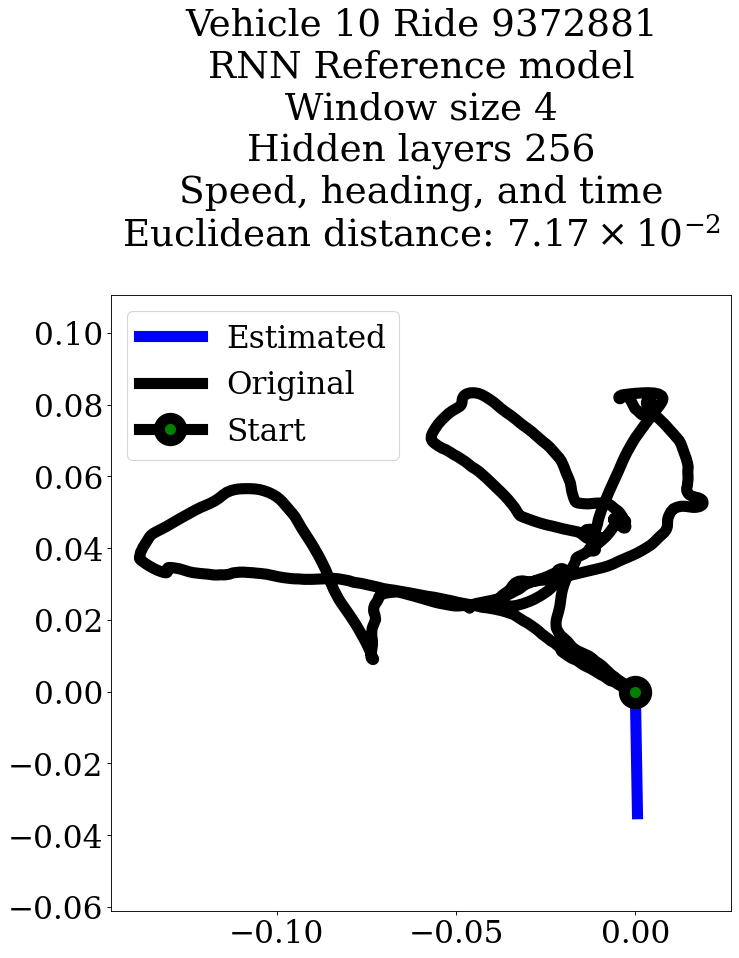 Vehicle 10 Ride 9372881
RNN Reference model
Window size 4
Hidden layers 256
Speed, heading, and time
Euclidean distance: 7.17 × 10⁻²
Estimated
Original
Start
0.10
0.08
0.06
0.04
0.02
0.00
−0.02
−0.04
−0.06
−0.10
−0.05
0.00